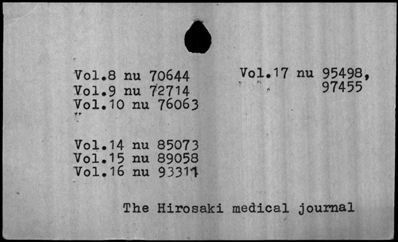 Vol.8 nu 70644
Vol.9 nu 72714
Vol.10 nu 76063
Vol.14 nu 85073
Vol.15 nu 89058
Vol.16 nu 93311
Vol.17 nu 95498,
97455
The Hirosaki medical journal